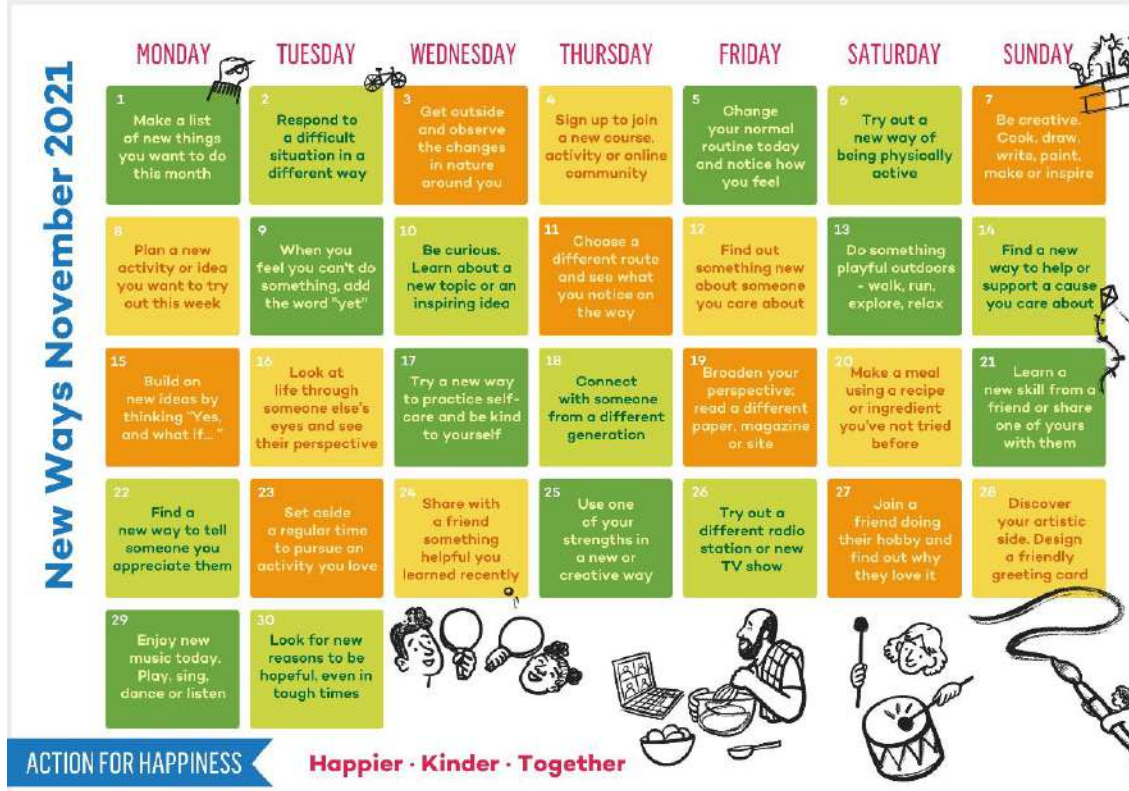 New Ways November 2021
MONDAY TUESDAY WEDNESDAY THURSDAY FRIDAY SATURDAY SUNDAY
1
Make a list
of new things
you want to do
this month
2
Respond to
a difficult
situation in a
different way
3
Get outside
and observe
the changes
in nature
around you
4
Sign up to join
a new course,
activity or online
community
5
Change
your normal
routine today
and notice how
you feel
6
Try out a
new way of
being physically
active
7
Be creative.
Cook, draw,
write, paint,
make or inspire
8
Plan a new
activity or idea
you want to try
out this week
9
When you
feel you can't do
something, add
the word "yet"
10
Be curious.
Learn about a
new topic or an
inspiring idea
11
Choose a
different route
and see what
you notice on
the way
12
Find out
something new
about someone
you care about
13
Do something
playful outdoors
- walk, run,
explore, relax
14
Find a new
way to help or
support a cause
you care about
15
Build on
new ideas by
thinking "Yes,
and what if... "
16
Look at
life through
someone else's
eyes and see
their perspective
17
Try a new way
to practice self-
care and be kind
to yourself
18
Connect
with someone
from a different
generation
19
Broaden your
perspective:
read a different
paper, magazine
or site
20
Make a meal
using a recipe
or ingredient
you've not tried
before
21
Learn a
new skill from a
friend or share
one of yours
with them
22
Find a
new way to tell
someone you
appreciate them
23
Set aside
a regular time
to pursue an
activity you love
24
Share with
a friend
something
helpful you
learned recently
25
Use one
of your
strengths in
a new or
creative way
26
Try out a
different radio
station or new
TV show
27
Join a
friend doing
their hobby and
find out why
they love it
28
Discover
your artistic
side. Design
a friendly
greeting card
29
Enjoy new
music today.
Play, sing,
dance or listen
30
Look for new
reasons to be
hopeful, even in
tough times
31
ACTION FOR HAPPINESS
Happier · Kinder · Together